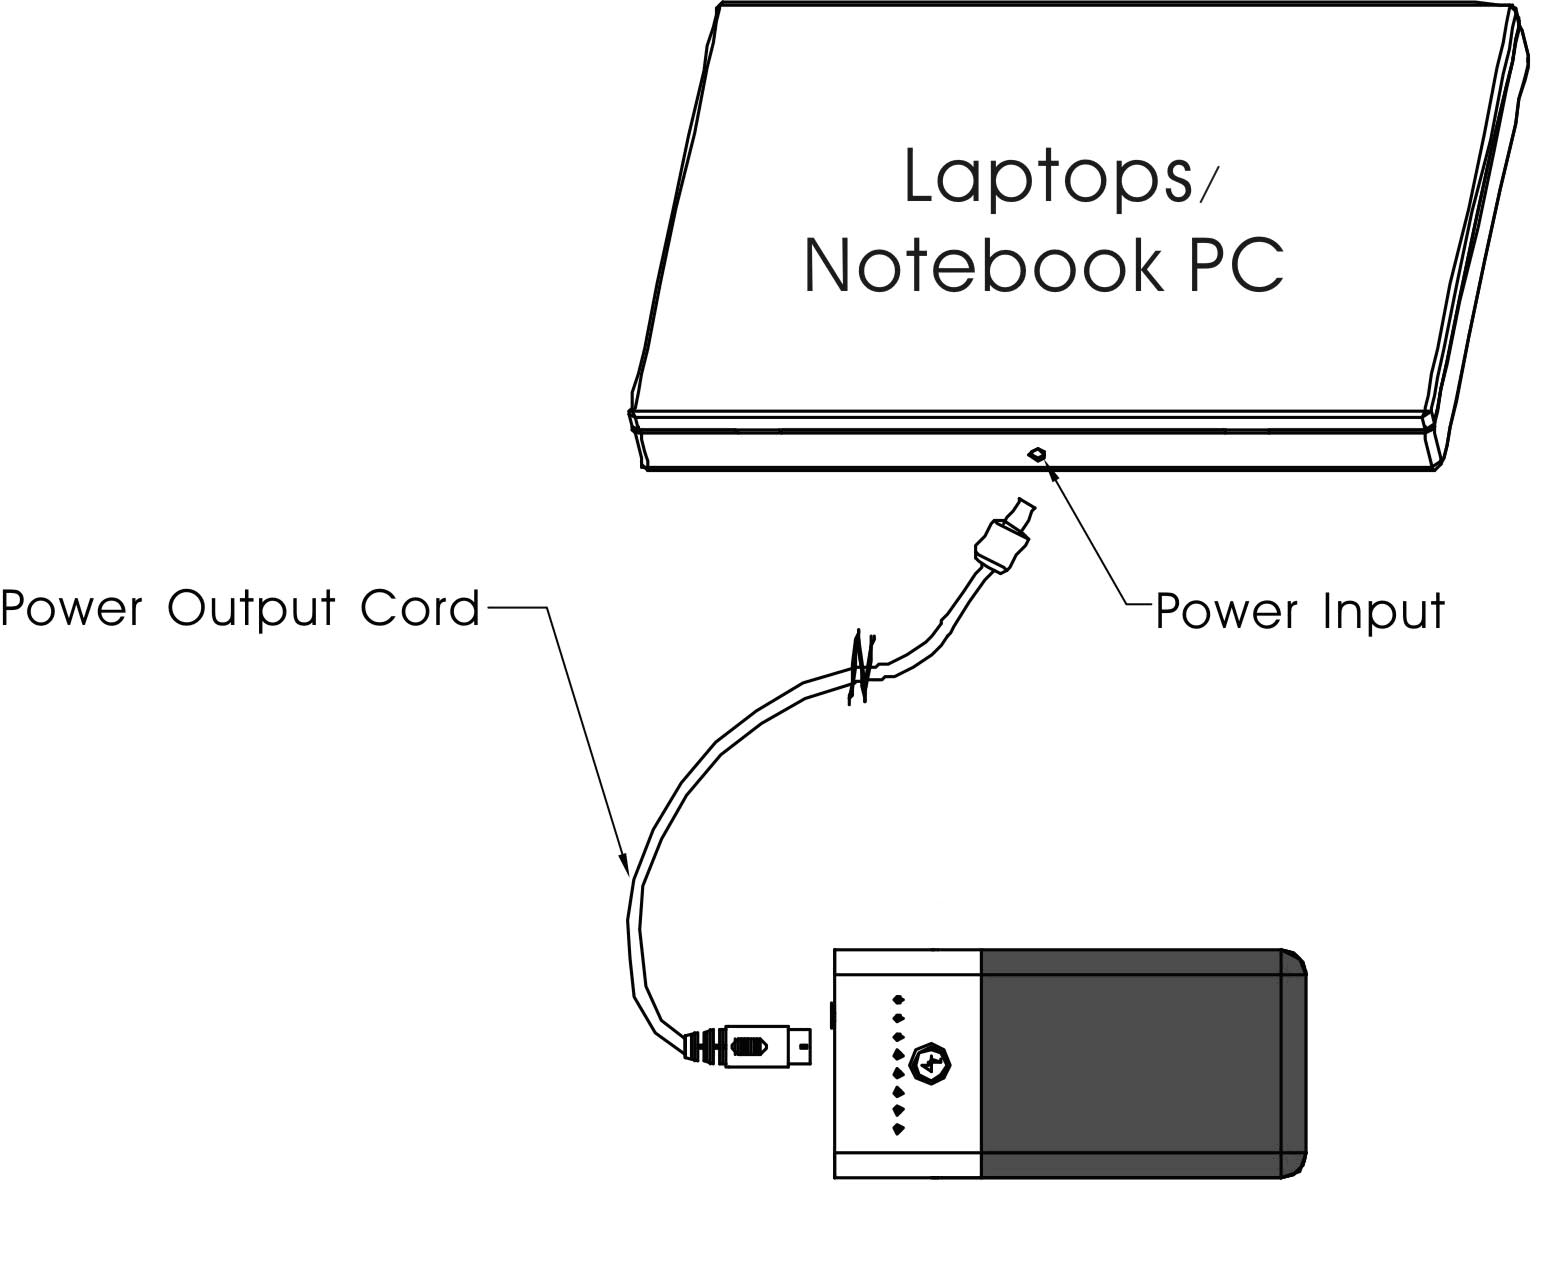 Laptops/
Notebook PC
Power Output Cord
Power Input